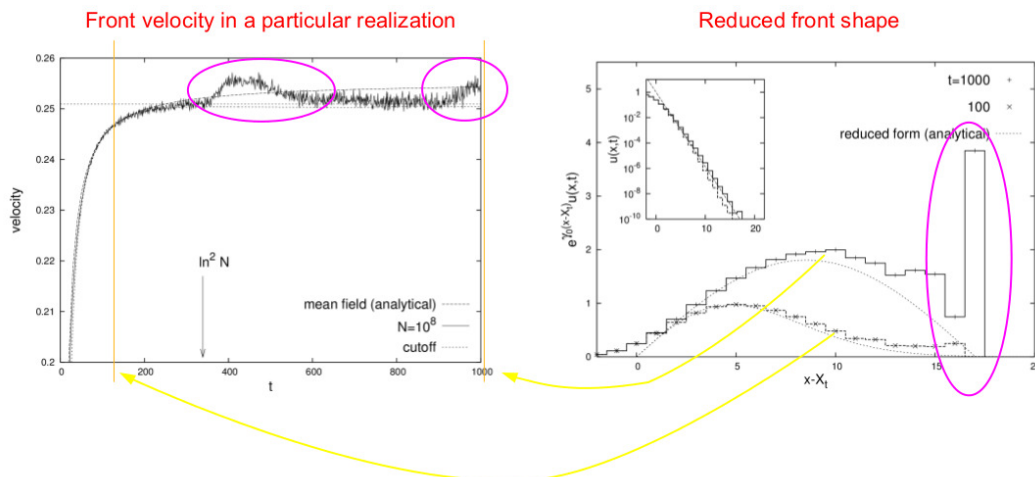 Front velocity in a particular realization
Reduced front shape
0.26
0.25
0.24
0.23
0.22
0.21
0.2
velocity
ln² N
mean field (analytical)
N=10⁸
cutoff
0
200
400
600
800
1000
t
5
4
3
2
1
0
e^γ₀(x-Xₜ) u(x,t)
t=1000
100
reduced form (analytical)
1
10⁻²
10⁻⁴
10⁻⁶
10⁻⁸
10⁻¹⁰
u(x,t)
0
10
20
0
5
10
15
x-Xₜ